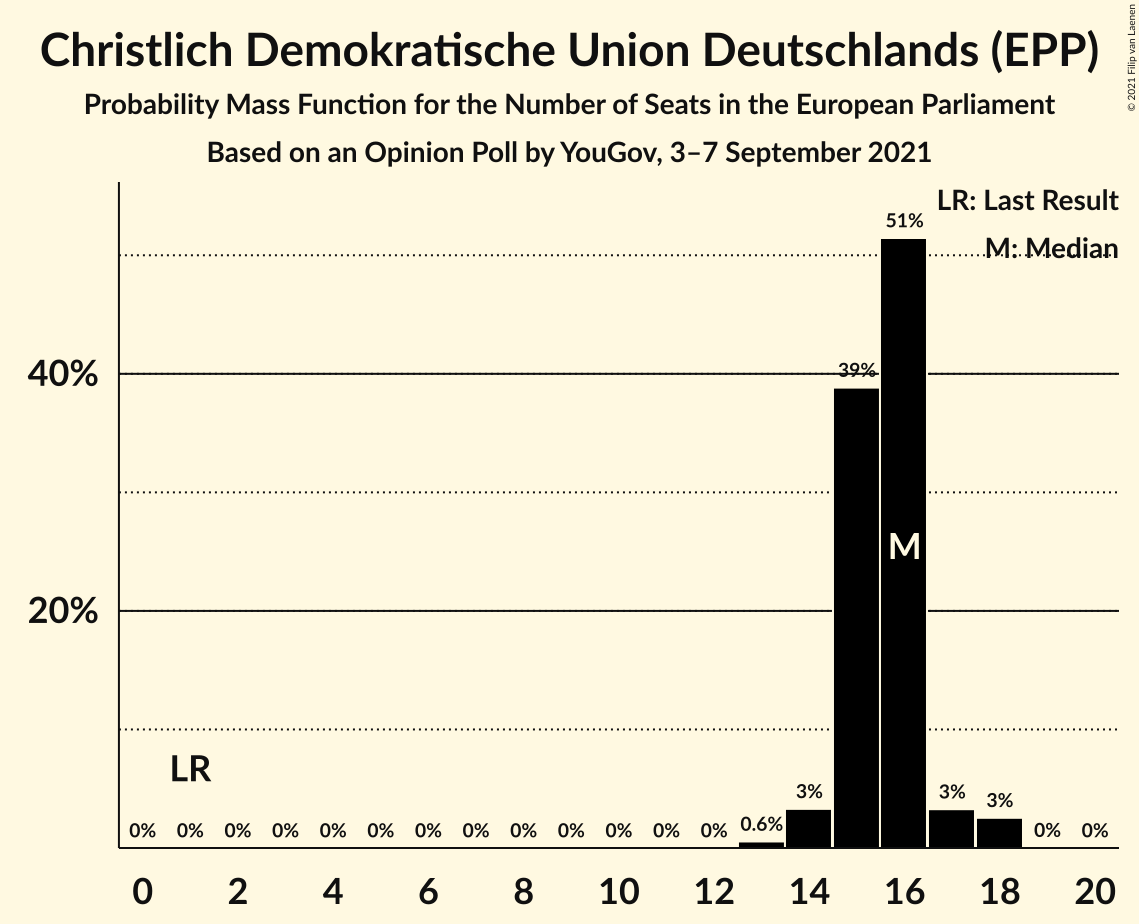 Christlich Demokratische Union Deutschlands (EPP)
Probability Mass Function for the Number of Seats in the European Parliament
Based on an Opinion Poll by YouGov, 3–7 September 2021
© 2021 Filip van Laenen
LR: Last Result
M: Median
51%
40%
39%
M
20%
LR
0% 0% 0% 0% 0% 0% 0% 0% 0% 0% 0% 0% 0% 0.6% 3% 3% 3% 0% 0%
0 2 4 6 8 10 12 14 16 18 20